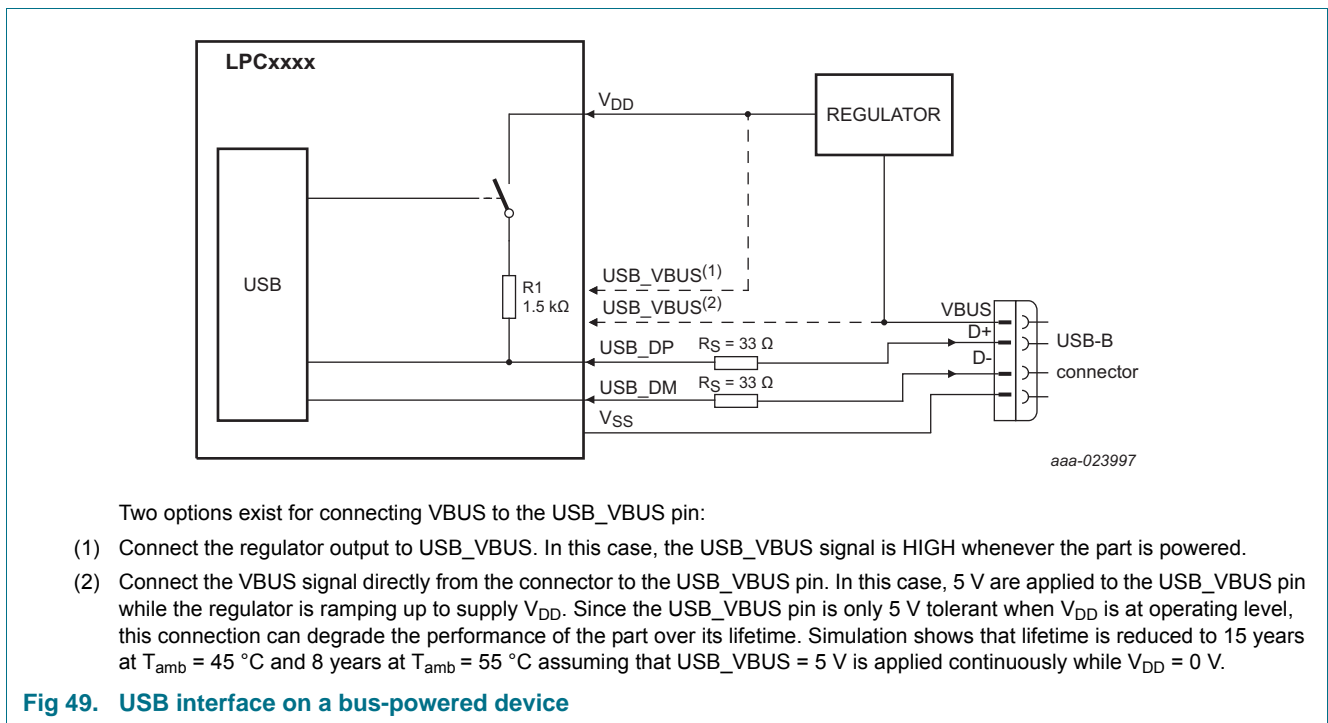 LPCxxxx
VDD
REGULATOR
USB
R1
1.5 kΩ
USB_VBUS(1)
USB_VBUS(2)
VBUS
D+
USB-B
USB_DP RS = 33 Ω
D-
connector
USB_DM RS = 33 Ω
VSS
aaa-023997
Two options exist for connecting VBUS to the USB_VBUS pin:
(1) Connect the regulator output to USB_VBUS. In this case, the USB_VBUS signal is HIGH whenever the part is powered.
(2) Connect the VBUS signal directly from the connector to the USB_VBUS pin. In this case, 5 V are applied to the USB_VBUS pin
while the regulator is ramping up to supply VDD. Since the USB_VBUS pin is only 5 V tolerant when VDD is at operating level,
this connection can degrade the performance of the part over its lifetime. Simulation shows that lifetime is reduced to 15 years
at Tamb = 45 °C and 8 years at Tamb = 55 °C assuming that USB_VBUS = 5 V is applied continuously while VDD = 0 V.
Fig 49. USB interface on a bus-powered device